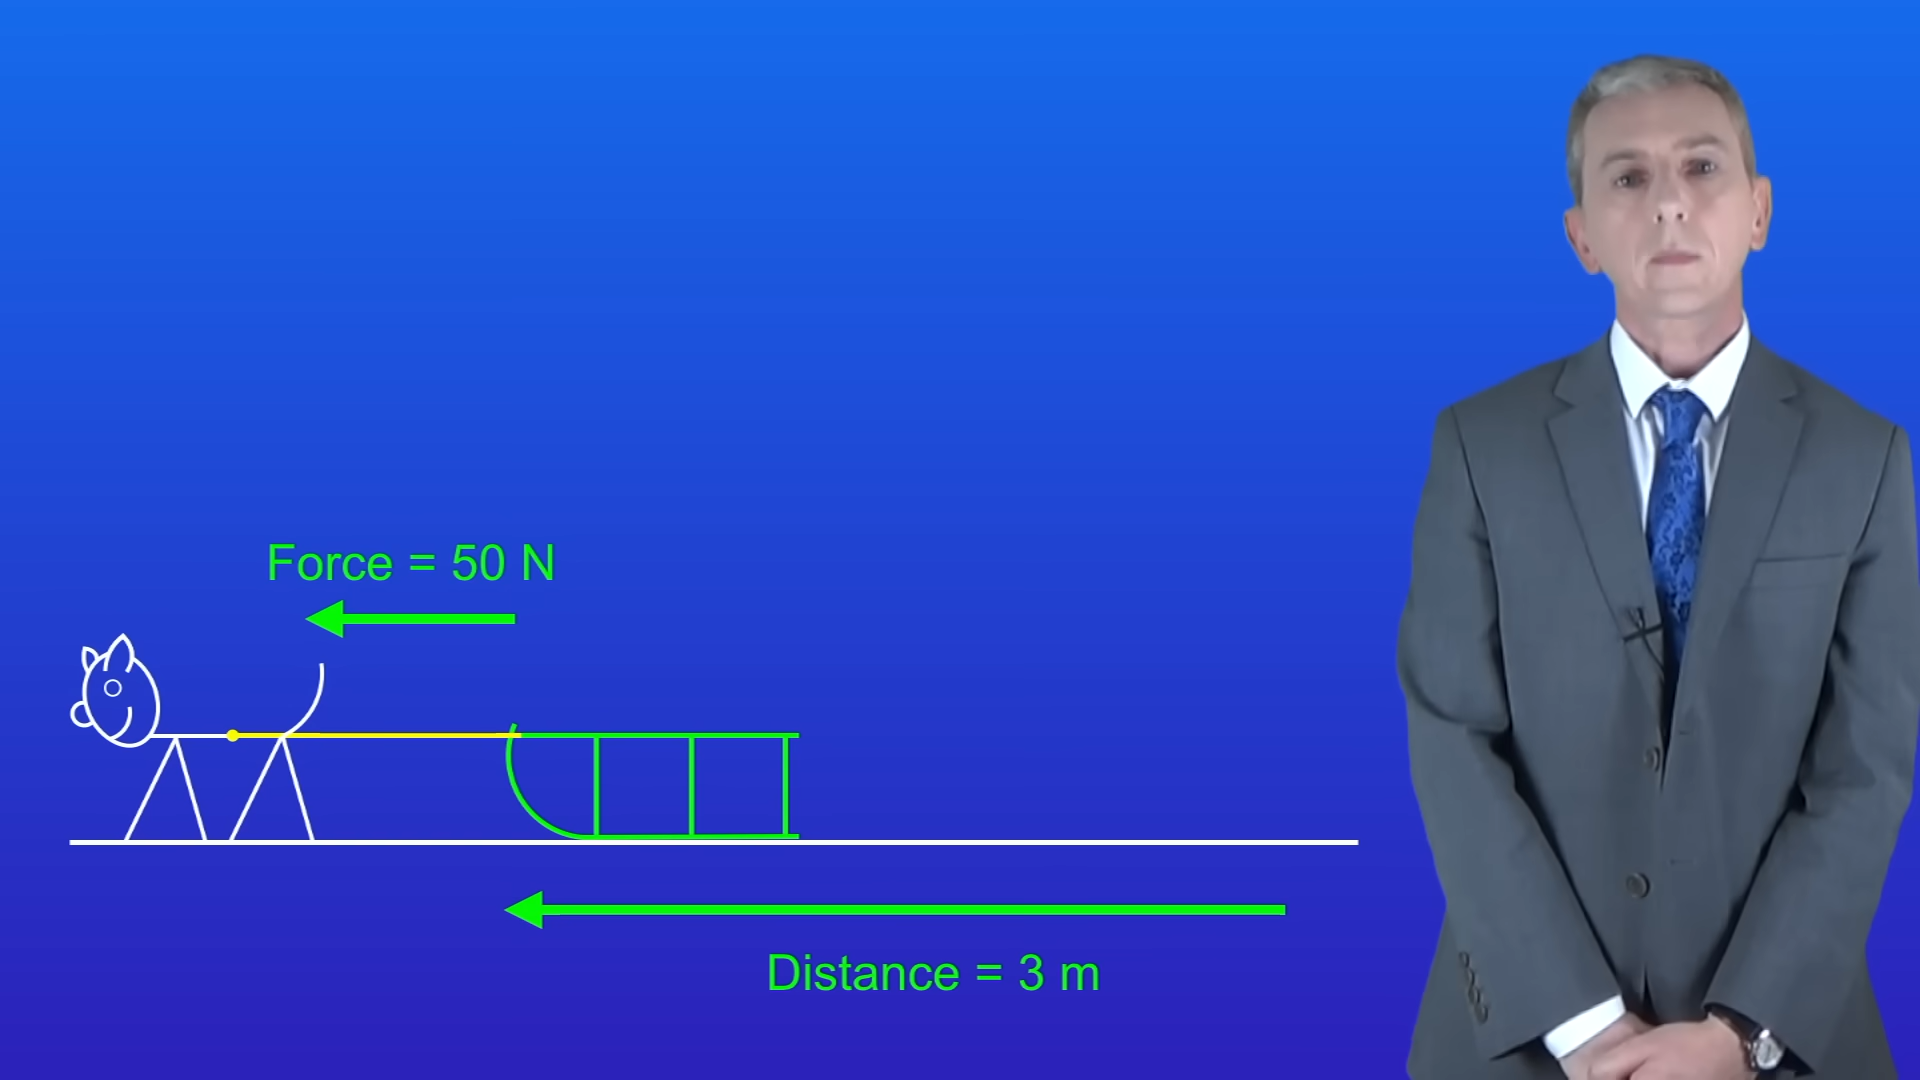 Force = 50 N
Distance = 3 m